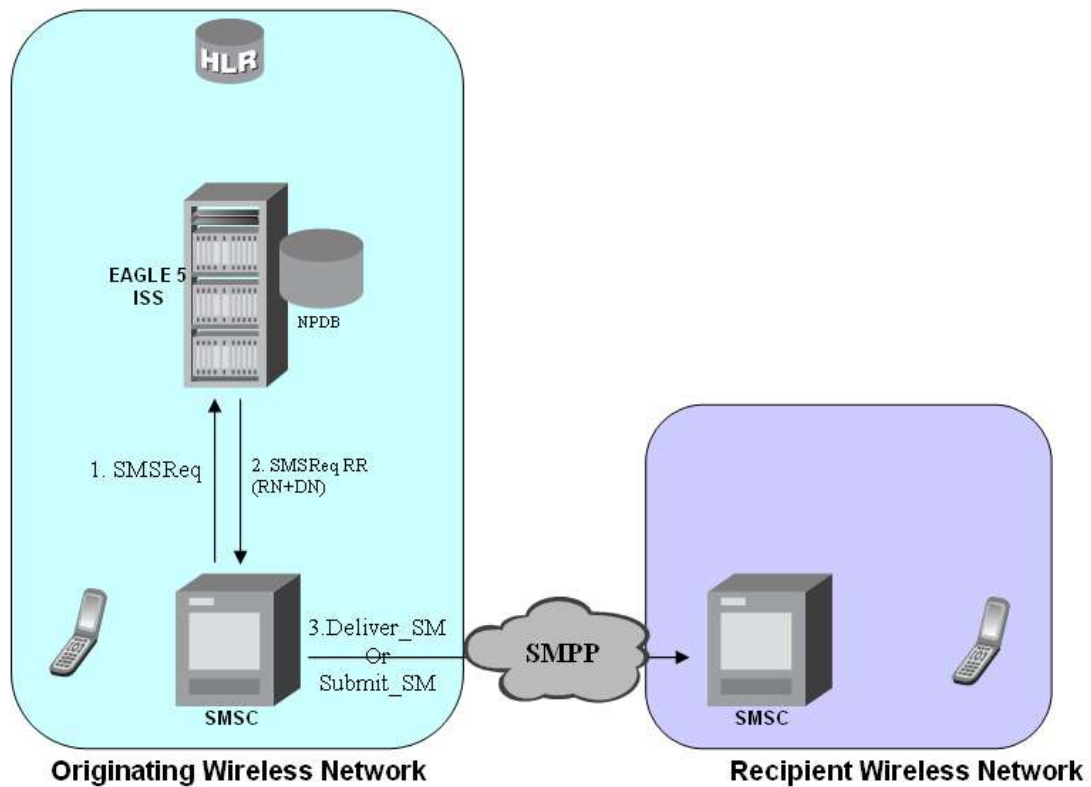 HLR
EAGLE 5
ISS
NPDB
1. SMSReq
2. SMSReq RR
(RN+DN)
3.Deliver_SM
Or
Submit_SM
SMPP
SMSC
SMSC
Originating Wireless Network
Recipient Wireless Network